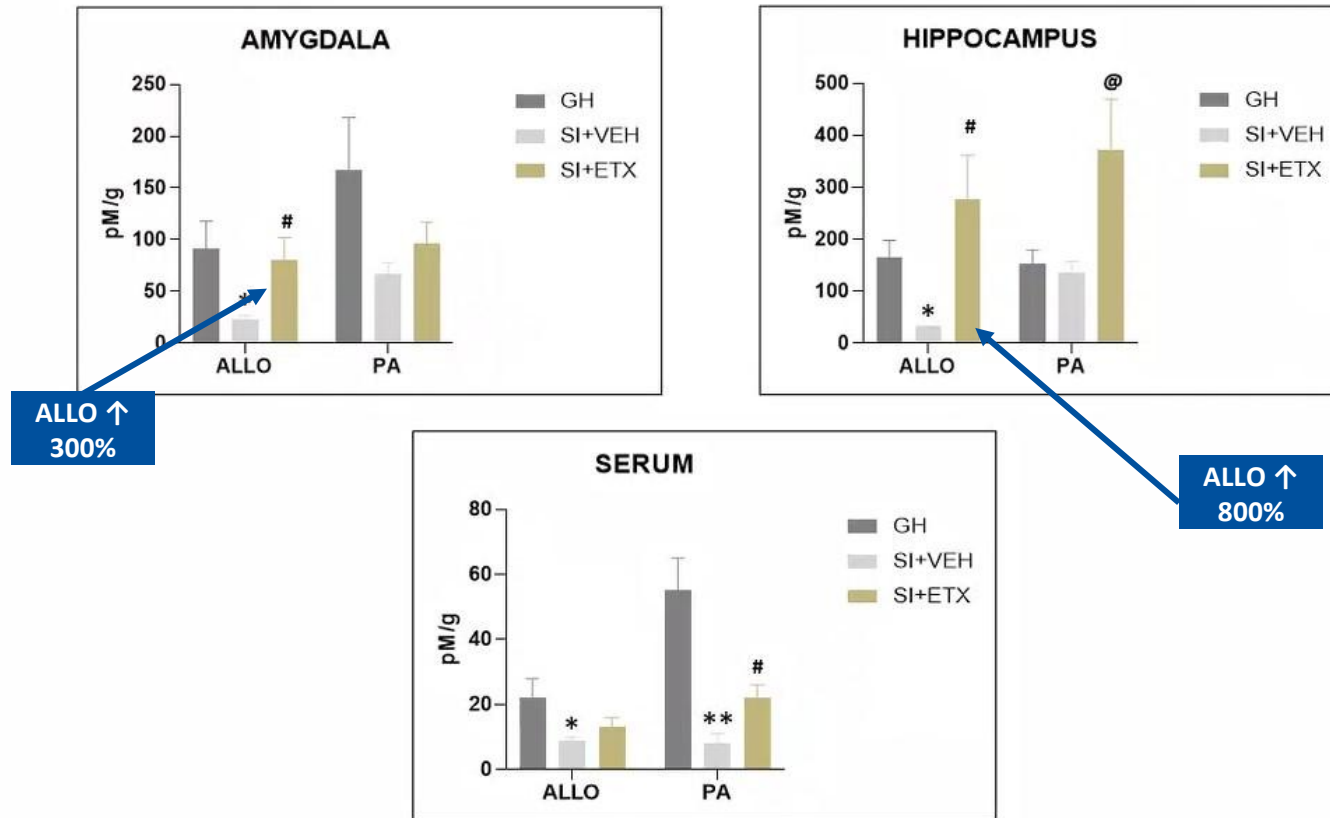 AMYGDALA
250
200
150
100
50
0
pM/g
#
*
ALLO
PA
GH
SI+VEH
SI+ETX
ALLO ↑
300%
HIPPOCAMPUS
500
400
300
200
100
0
pM/g
*
#
@
ALLO
PA
GH
SI+VEH
SI+ETX
ALLO ↑
800%
SERUM
80
60
40
20
0
pM/g
*
**
#
ALLO
PA
GH
SI+VEH
SI+ETX